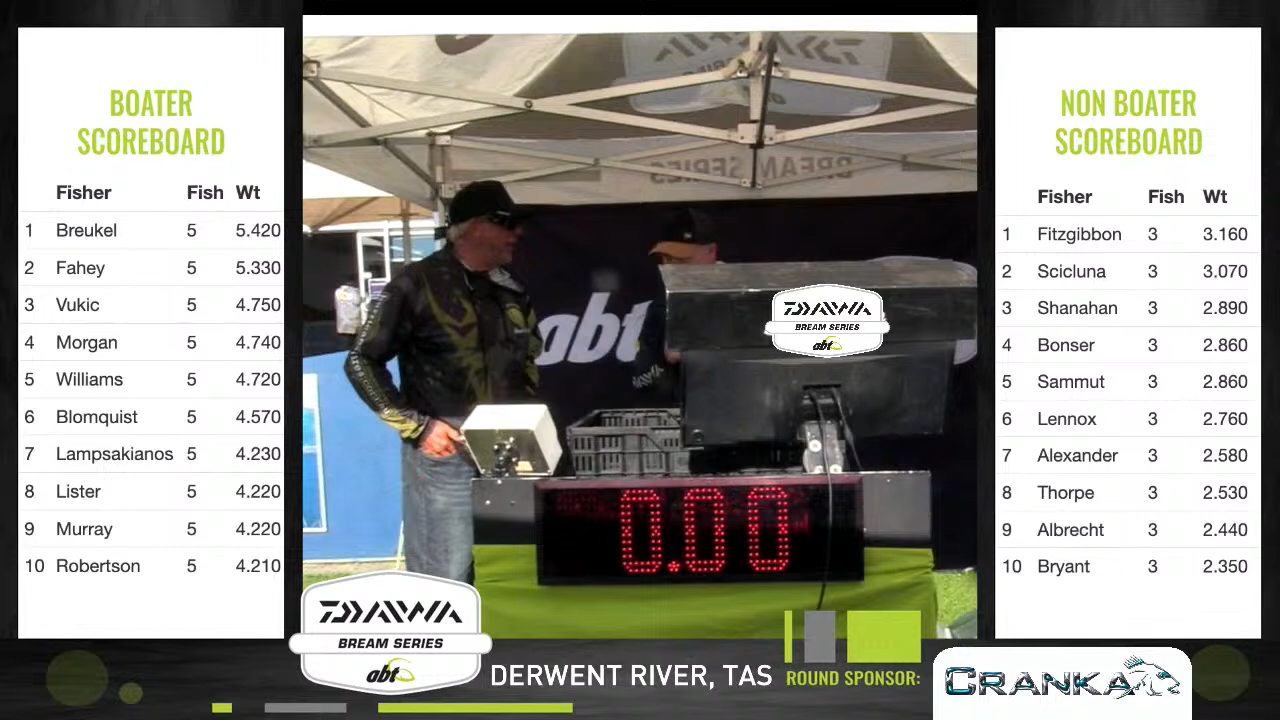 BOATER
SCOREBOARD
Fisher Fish Wt
1 Breukel 5 5.420
2 Fahey 5 5.330
3 Vukic 5 4.750
4 Morgan 5 4.740
5 Williams 5 4.720
6 Blomquist 5 4.570
7 Lampsakianos 5 4.230
8 Lister 5 4.220
9 Murray 5 4.220
10 Robertson 5 4.210
BREAM SERIES
abt
DAIWA
BREAM SERIES
abt
0.00
NON BOATER
SCOREBOARD
Fisher Fish Wt
1 Fitzgibbon 3 3.160
2 Scicluna 3 3.070
3 Shanahan 3 2.890
4 Bonser 3 2.860
5 Sammut 3 2.860
6 Lennox 3 2.760
7 Alexander 3 2.580
8 Thorpe 3 2.530
9 Albrecht 3 2.440
10 Bryant 3 2.350
DAIWA
BREAM SERIES
abt
DERWENT RIVER, TAS
ROUND SPONSOR:
CRANKA